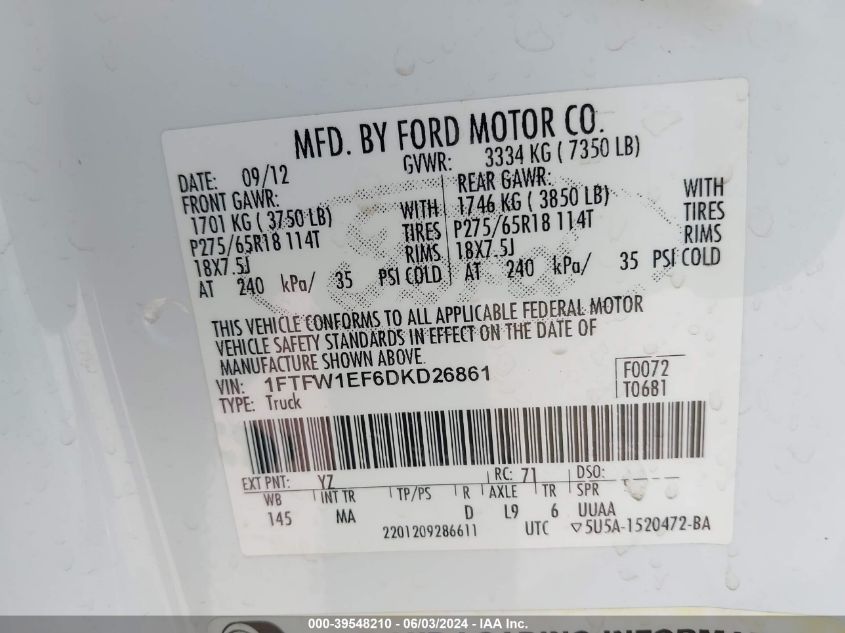 MFD. BY FORD MOTOR CO.
DATE: 09/12 GVWR: 3334 KG ( 7350 LB)
FRONT GAWR: REAR GAWR:
1701 KG ( 3750 LB) WITH 1746 KG ( 3850 LB) WITH
P275/65R18 114T TIRES P275/65R18 114T TIRES
18X7.5J RIMS 18X7.5J RIMS
AT 240 kPa/ 35 PSI COLD AT 240 kPa/ 35 PSI COLD
THIS VEHICLE CONFORMS TO ALL APPLICABLE FEDERAL MOTOR
VEHICLE SAFETY STANDARDS IN EFFECT ON THE DATE OF
MANUFACTURE SHOWN ABOVE.
VIN: 1FTFW1EF6DKD26861 F0072
TYPE: Truck T0681
EXT PNT: YZ RC: 71 DSO:
WB INT TR TP/PS R AXLE TR SPR
145 MA D L9 6 UUAA
2201209286611 UTC ▽5U5A-1520472-BA
000-39548210 - 06/03/2024 - IAA Inc.